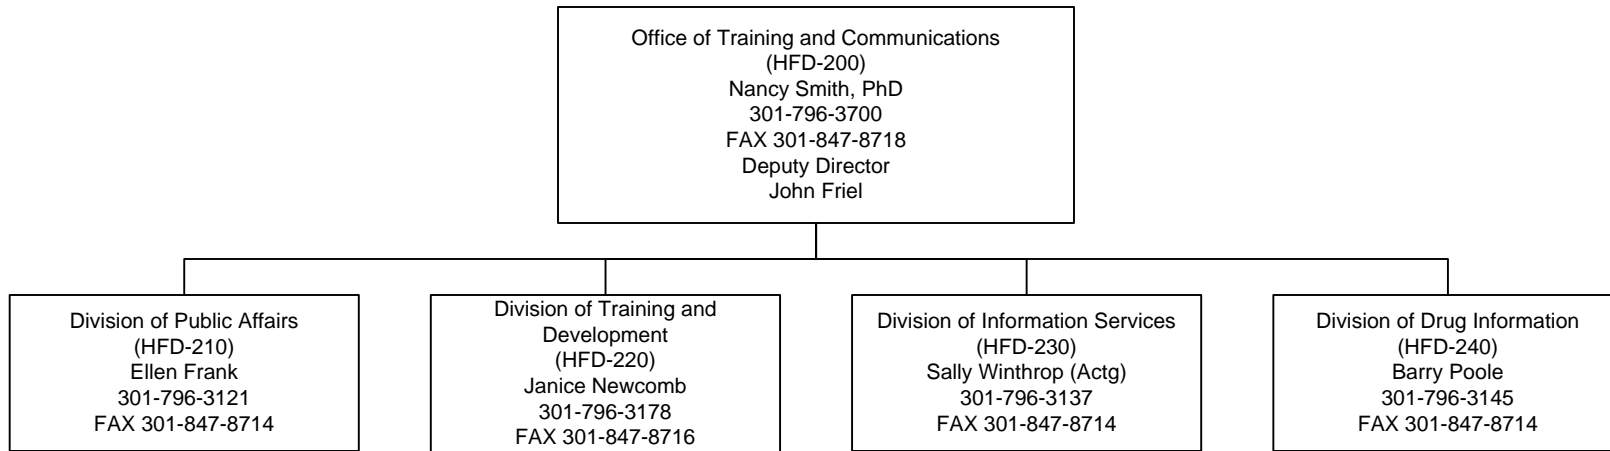 Office of Training and Communications
(HFD-200)
Nancy Smith, PhD
301-796-3700
FAX 301-847-8718
Deputy Director
John Friel
Division of Public Affairs
(HFD-210)
Ellen Frank
301-796-3121
FAX 301-847-8714
Division of Training and
Development
(HFD-220)
Janice Newcomb
301-796-3178
FAX 301-847-8716
Division of Information Services
(HFD-230)
Sally Winthrop (Actg)
301-796-3137
FAX 301-847-8714
Division of Drug Information
(HFD-240)
Barry Poole
301-796-3145
FAX 301-847-8714